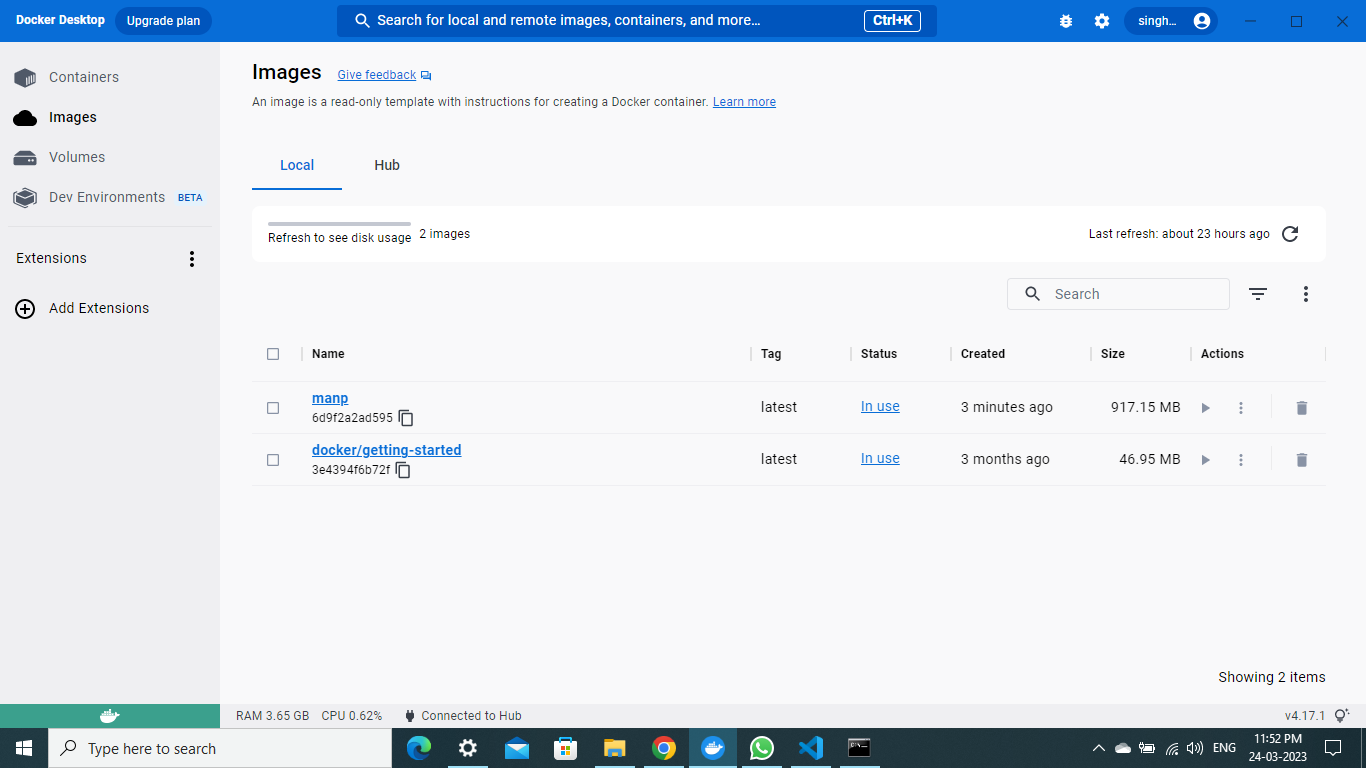 Docker Desktop Upgrade plan Search for local and remote images, containers, and more... Ctrl+K singh...
Containers
Images
Volumes
Dev Environments BETA
Extensions
Add Extensions
Images Give feedback
An image is a read-only template with instructions for creating a Docker container. Learn more
Local Hub
Refresh to see disk usage 2 images Last refresh: about 23 hours ago
Search
Name Tag Status Created Size Actions
manp latest In use 3 minutes ago 917.15 MB
6d9f2a2ad595
docker/getting-started latest In use 3 months ago 46.95 MB
3e4394f6b72f
Showing 2 items
RAM 3.65 GB CPU 0.62% Connected to Hub v4.17.1
Type here to search ENG 11:52 PM
24-03-2023